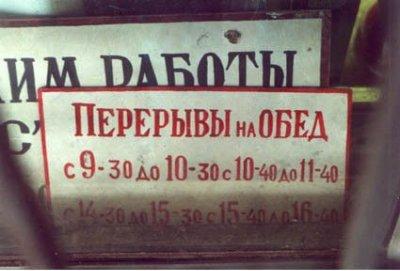 ИМ РАБОТЫ
ПЕРЕРЫВЫ НА ОБЕД
С 9-30 ДО 10-30 С 10-40 ДО 11-40
С 14-30 ДО 15-30 С 15-40 ДО 16-40